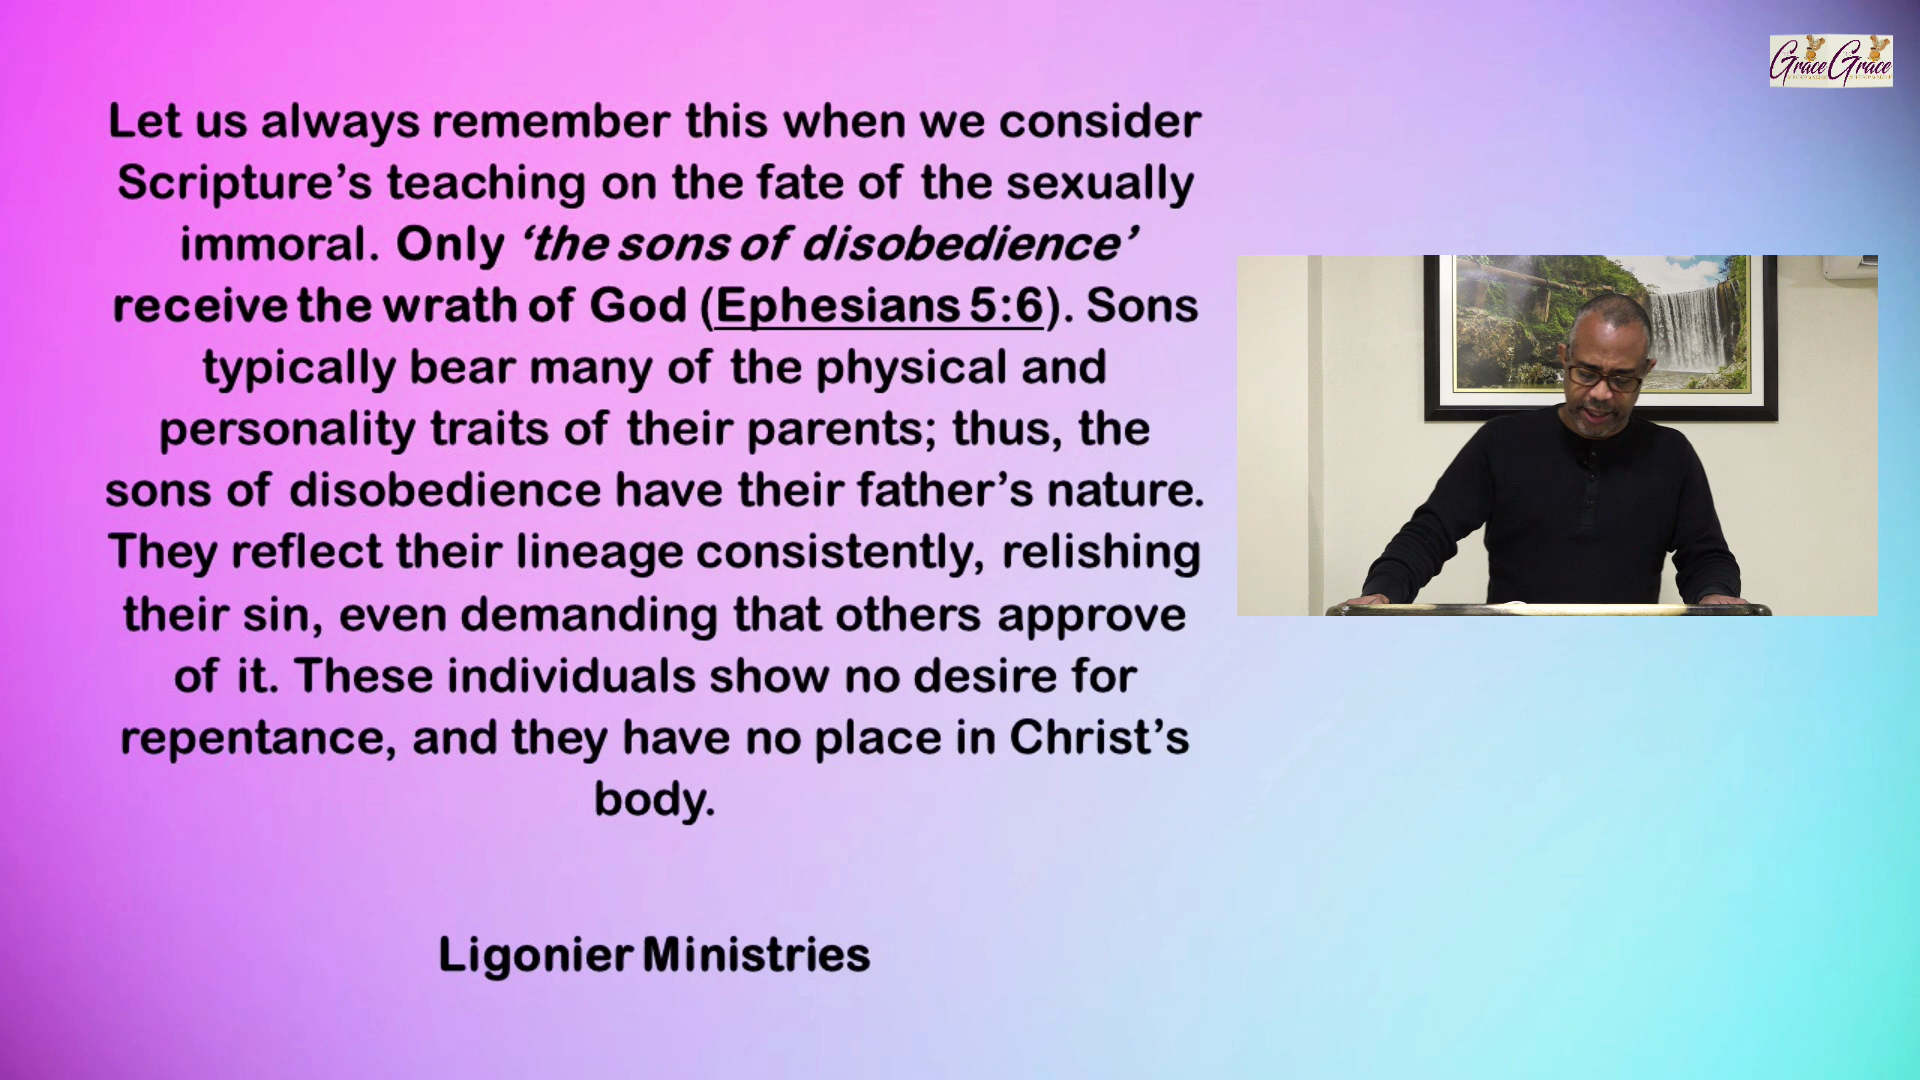 Grace Grace
Let us always remember this when we consider
Scripture’s teaching on the fate of the sexually
immoral. Only ‘the sons of disobedience’
receive the wrath of God (Ephesians 5:6). Sons
typically bear many of the physical and
personality traits of their parents; thus, the
sons of disobedience have their father’s nature.
They reflect their lineage consistently, relishing
their sin, even demanding that others approve
of it. These individuals show no desire for
repentance, and they have no place in Christ’s
body.
Ligonier Ministries